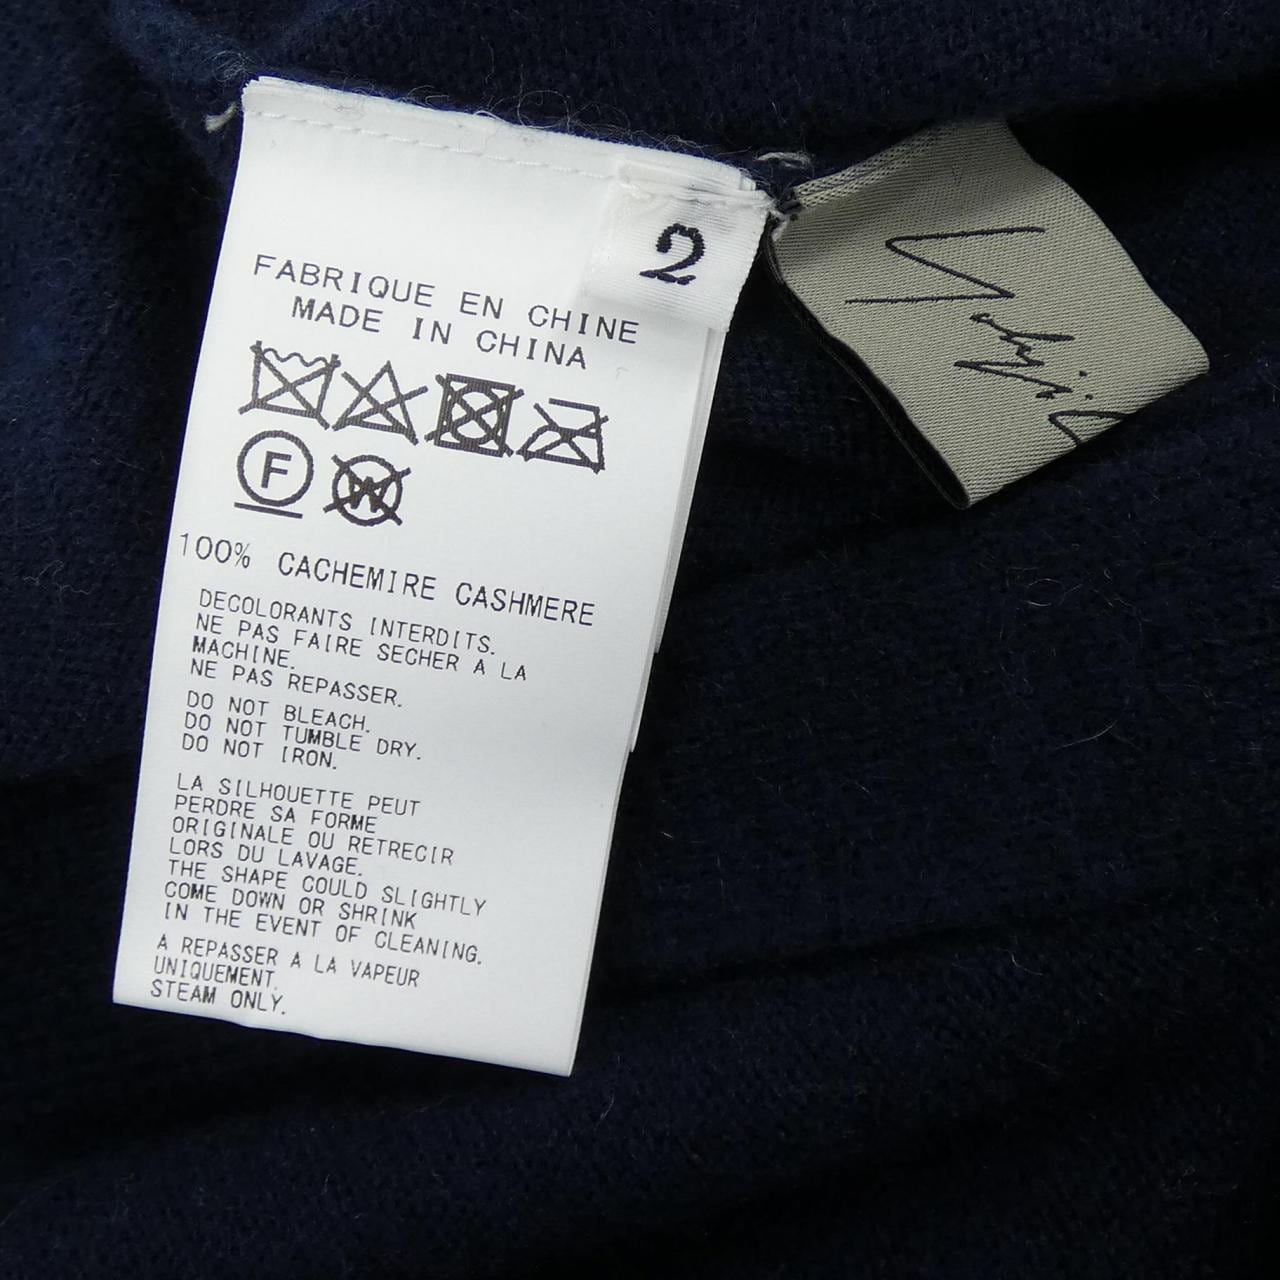 2
FABRIQUE EN CHINE
MADE IN CHINA
F
W
100% CACHEMIRE CASHMERE
DECOLORANTS INTERDITS.
NE PAS FAIRE SECHER A LA
MACHINE.
NE PAS REPASSER.
DO NOT BLEACH.
DO NOT TUMBLE DRY.
DO NOT IRON.
LA SILHOUETTE PEUT
PERDRE SA FORME
ORIGINALE OU RETRECIR
LORS DU LAVAGE.
THE SHAPE COULD SLIGHTLY
COME DOWN OR SHRINK
IN THE EVENT OF CLEANING.
A REPASSER A LA VAPEUR
UNIQUEMENT.
STEAM ONLY.